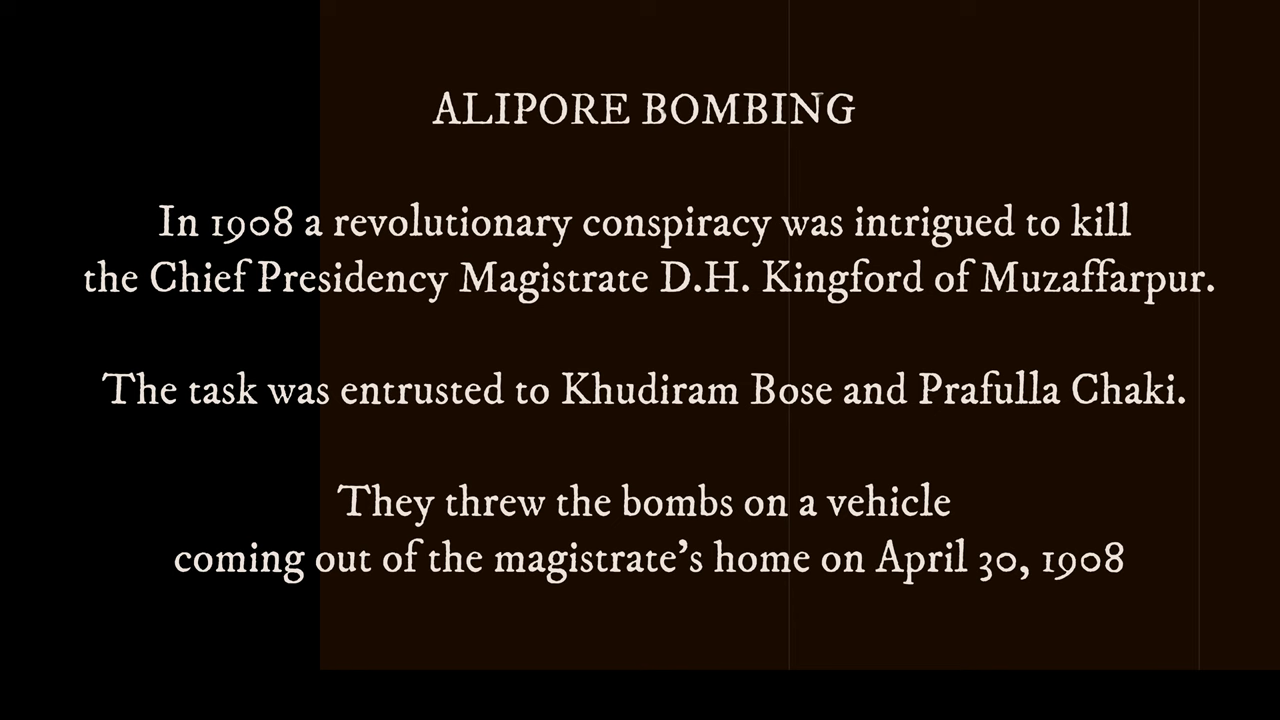 ALIPORE BOMBING
In 1908 a revolutionary conspiracy was intrigued to kill
the Chief Presidency Magistrate D.H. Kingford of Muzaffarpur.
The task was entrusted to Khudiram Bose and Prafulla Chaki.
They threw the bombs on a vehicle
coming out of the magistrate's home on April 30, 1908